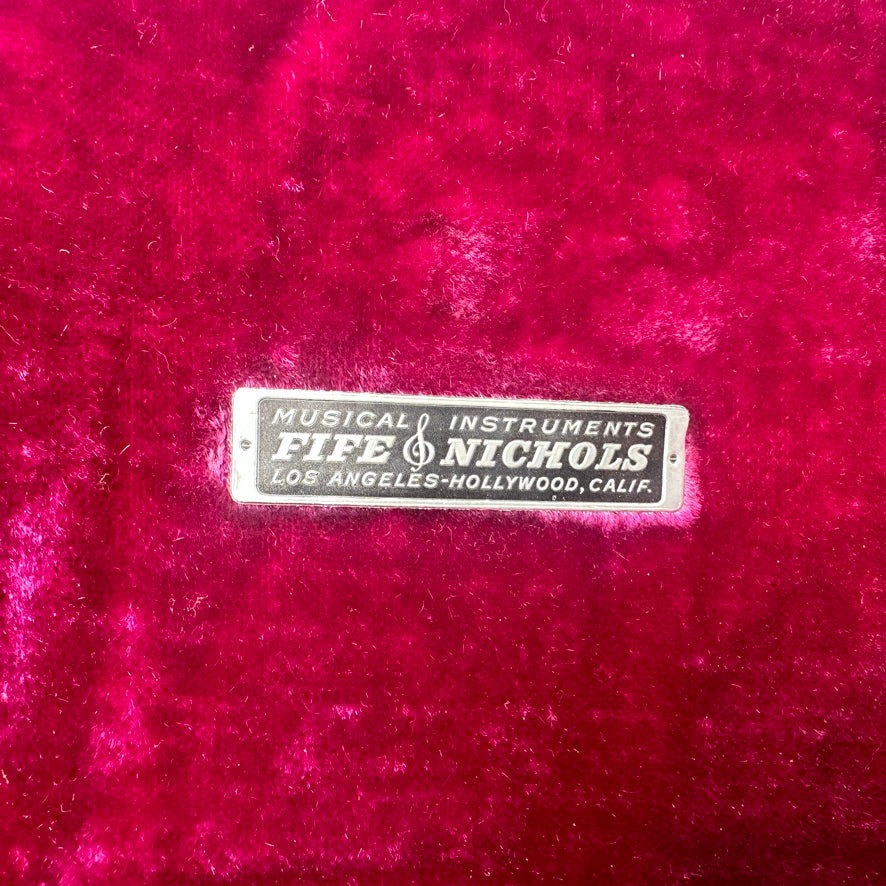 MUSICAL INSTRUMENTS
FIFE NICHOLS
LOS ANGELES-HOLLYWOOD, CALIF.